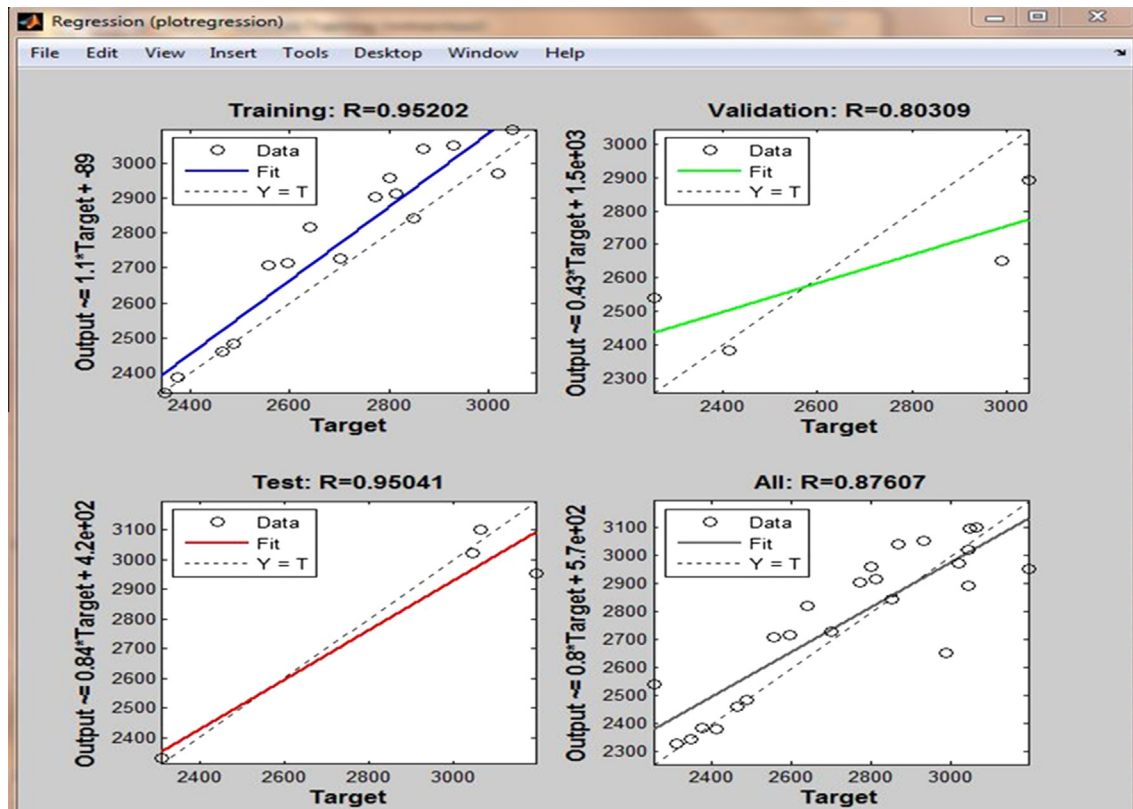 Regression (plotregression)
File Edit View Insert Tools Desktop Window Help
Training: R=0.95202
Output ~= 1.1*Target + -89
Data
Fit
Y = T
3000
2900
2800
2700
2600
2500
2400
2400 2600 2800 3000
Target
Validation: R=0.80309
Output ~= 0.43*Target + 1.5e+03
Data
Fit
Y = T
3000
2900
2800
2700
2600
2500
2400
2300
2400 2600 2800 3000
Target
Test: R=0.95041
Output ~= 0.84*Target + 4.2e+02
Data
Fit
Y = T
3100
3000
2900
2800
2700
2600
2500
2400
2400 2600 2800 3000
Target
All: R=0.87607
Output ~= 0.8*Target + 5.7e+02
Data
Fit
Y = T
3100
3000
2900
2800
2700
2600
2500
2400
2300
2400 2600 2800 3000
Target